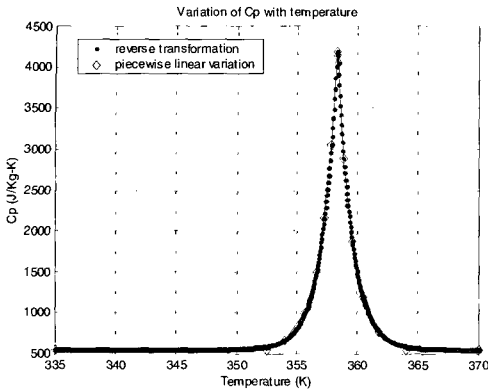 Variation of Cp with temperature
reverse transformation
piecewise linear variation
Cp (J/Kg-K)
4500
4000
3500
3000
2500
2000
1500
1000
500
335 340 345 350 355 360 365 370
Temperature (K)